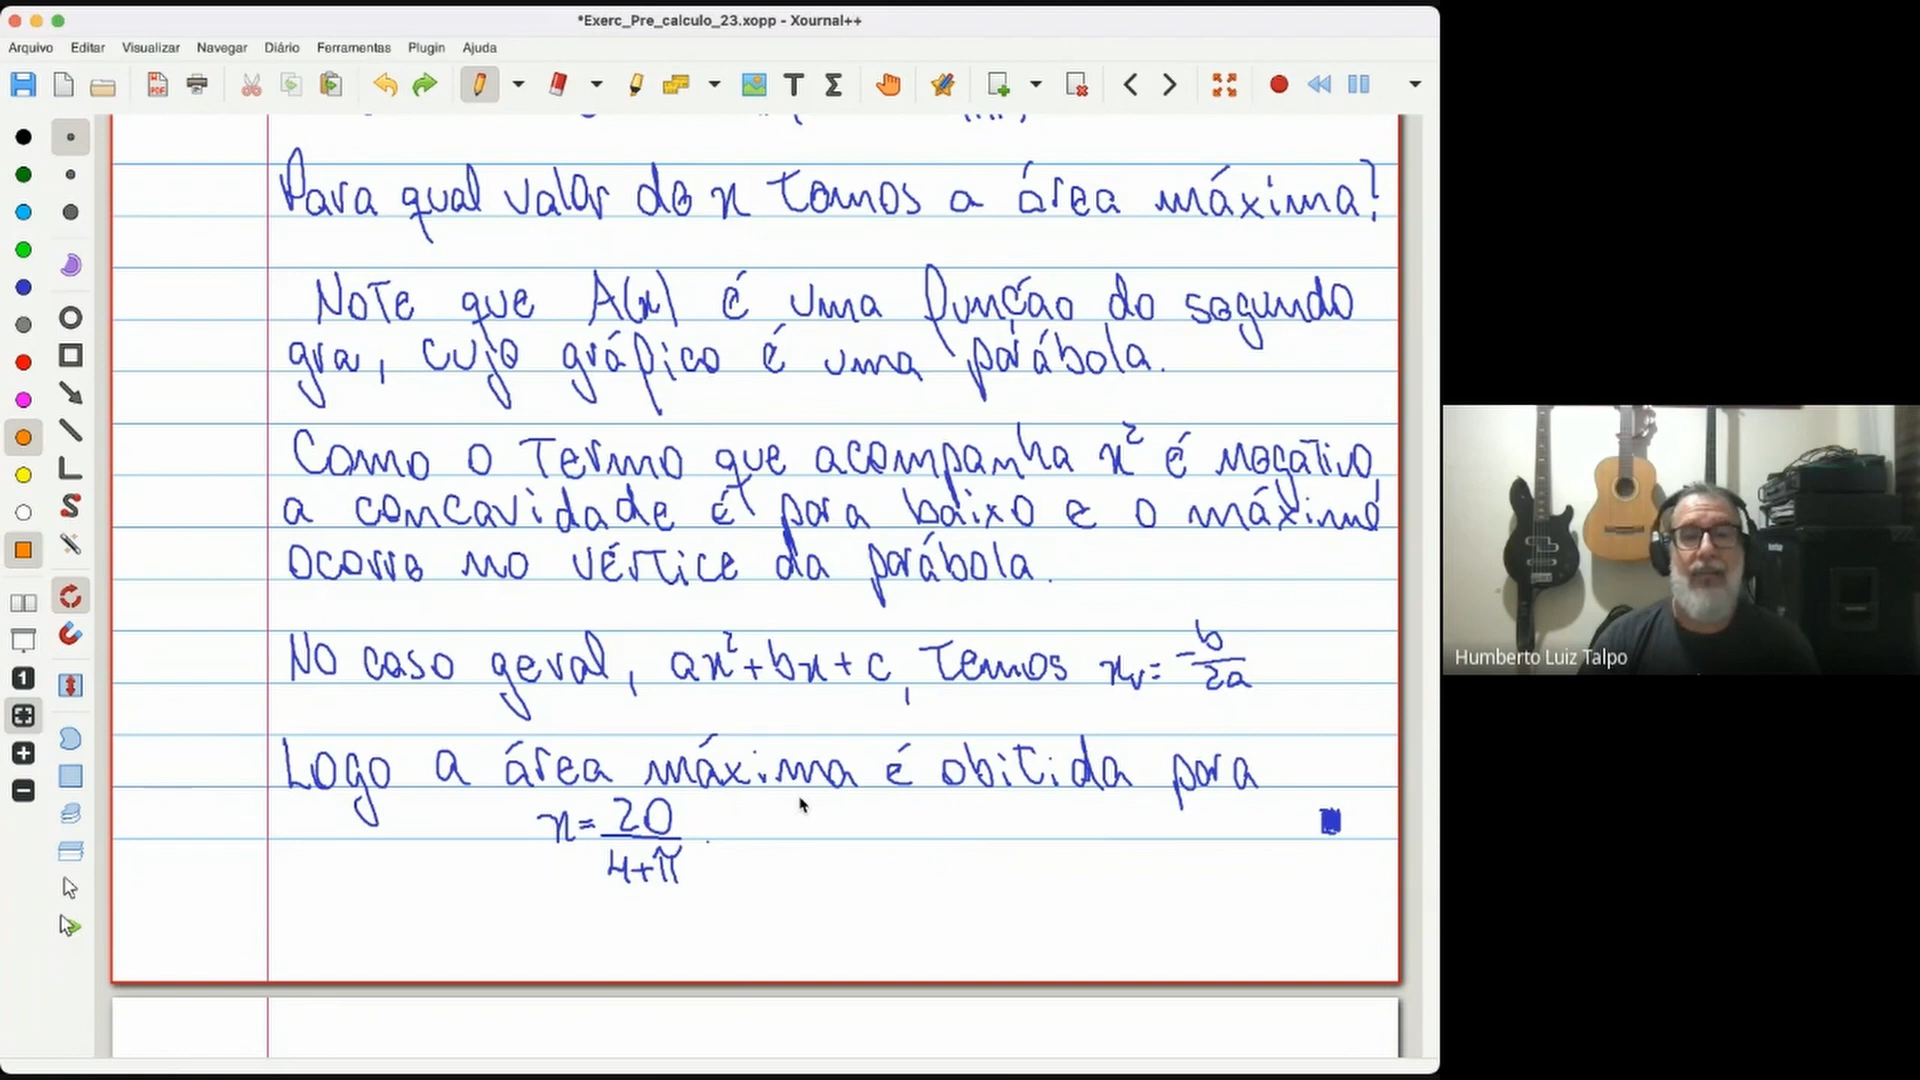 *Exerc_Pre_calculo_23.xopp - Xournal++
Arquivo Editar Visualizar Navegar Diário Ferramentas Plugin Ajuda
Para qual valor de x temos a área máxima?
Note que A(x) é uma função do segundo
gra, cujo gráfico é uma parábola.
Como o termo que acompanha x² é negativo
a concavidade é para baixo e o máximo
ocorre no vértice da parábola.
No caso geral, ax²+bx+c, temos xᵥ = -b/2a
Logo a área máxima é obitida para
x = 20/4+π.
Humberto Luiz Talpo